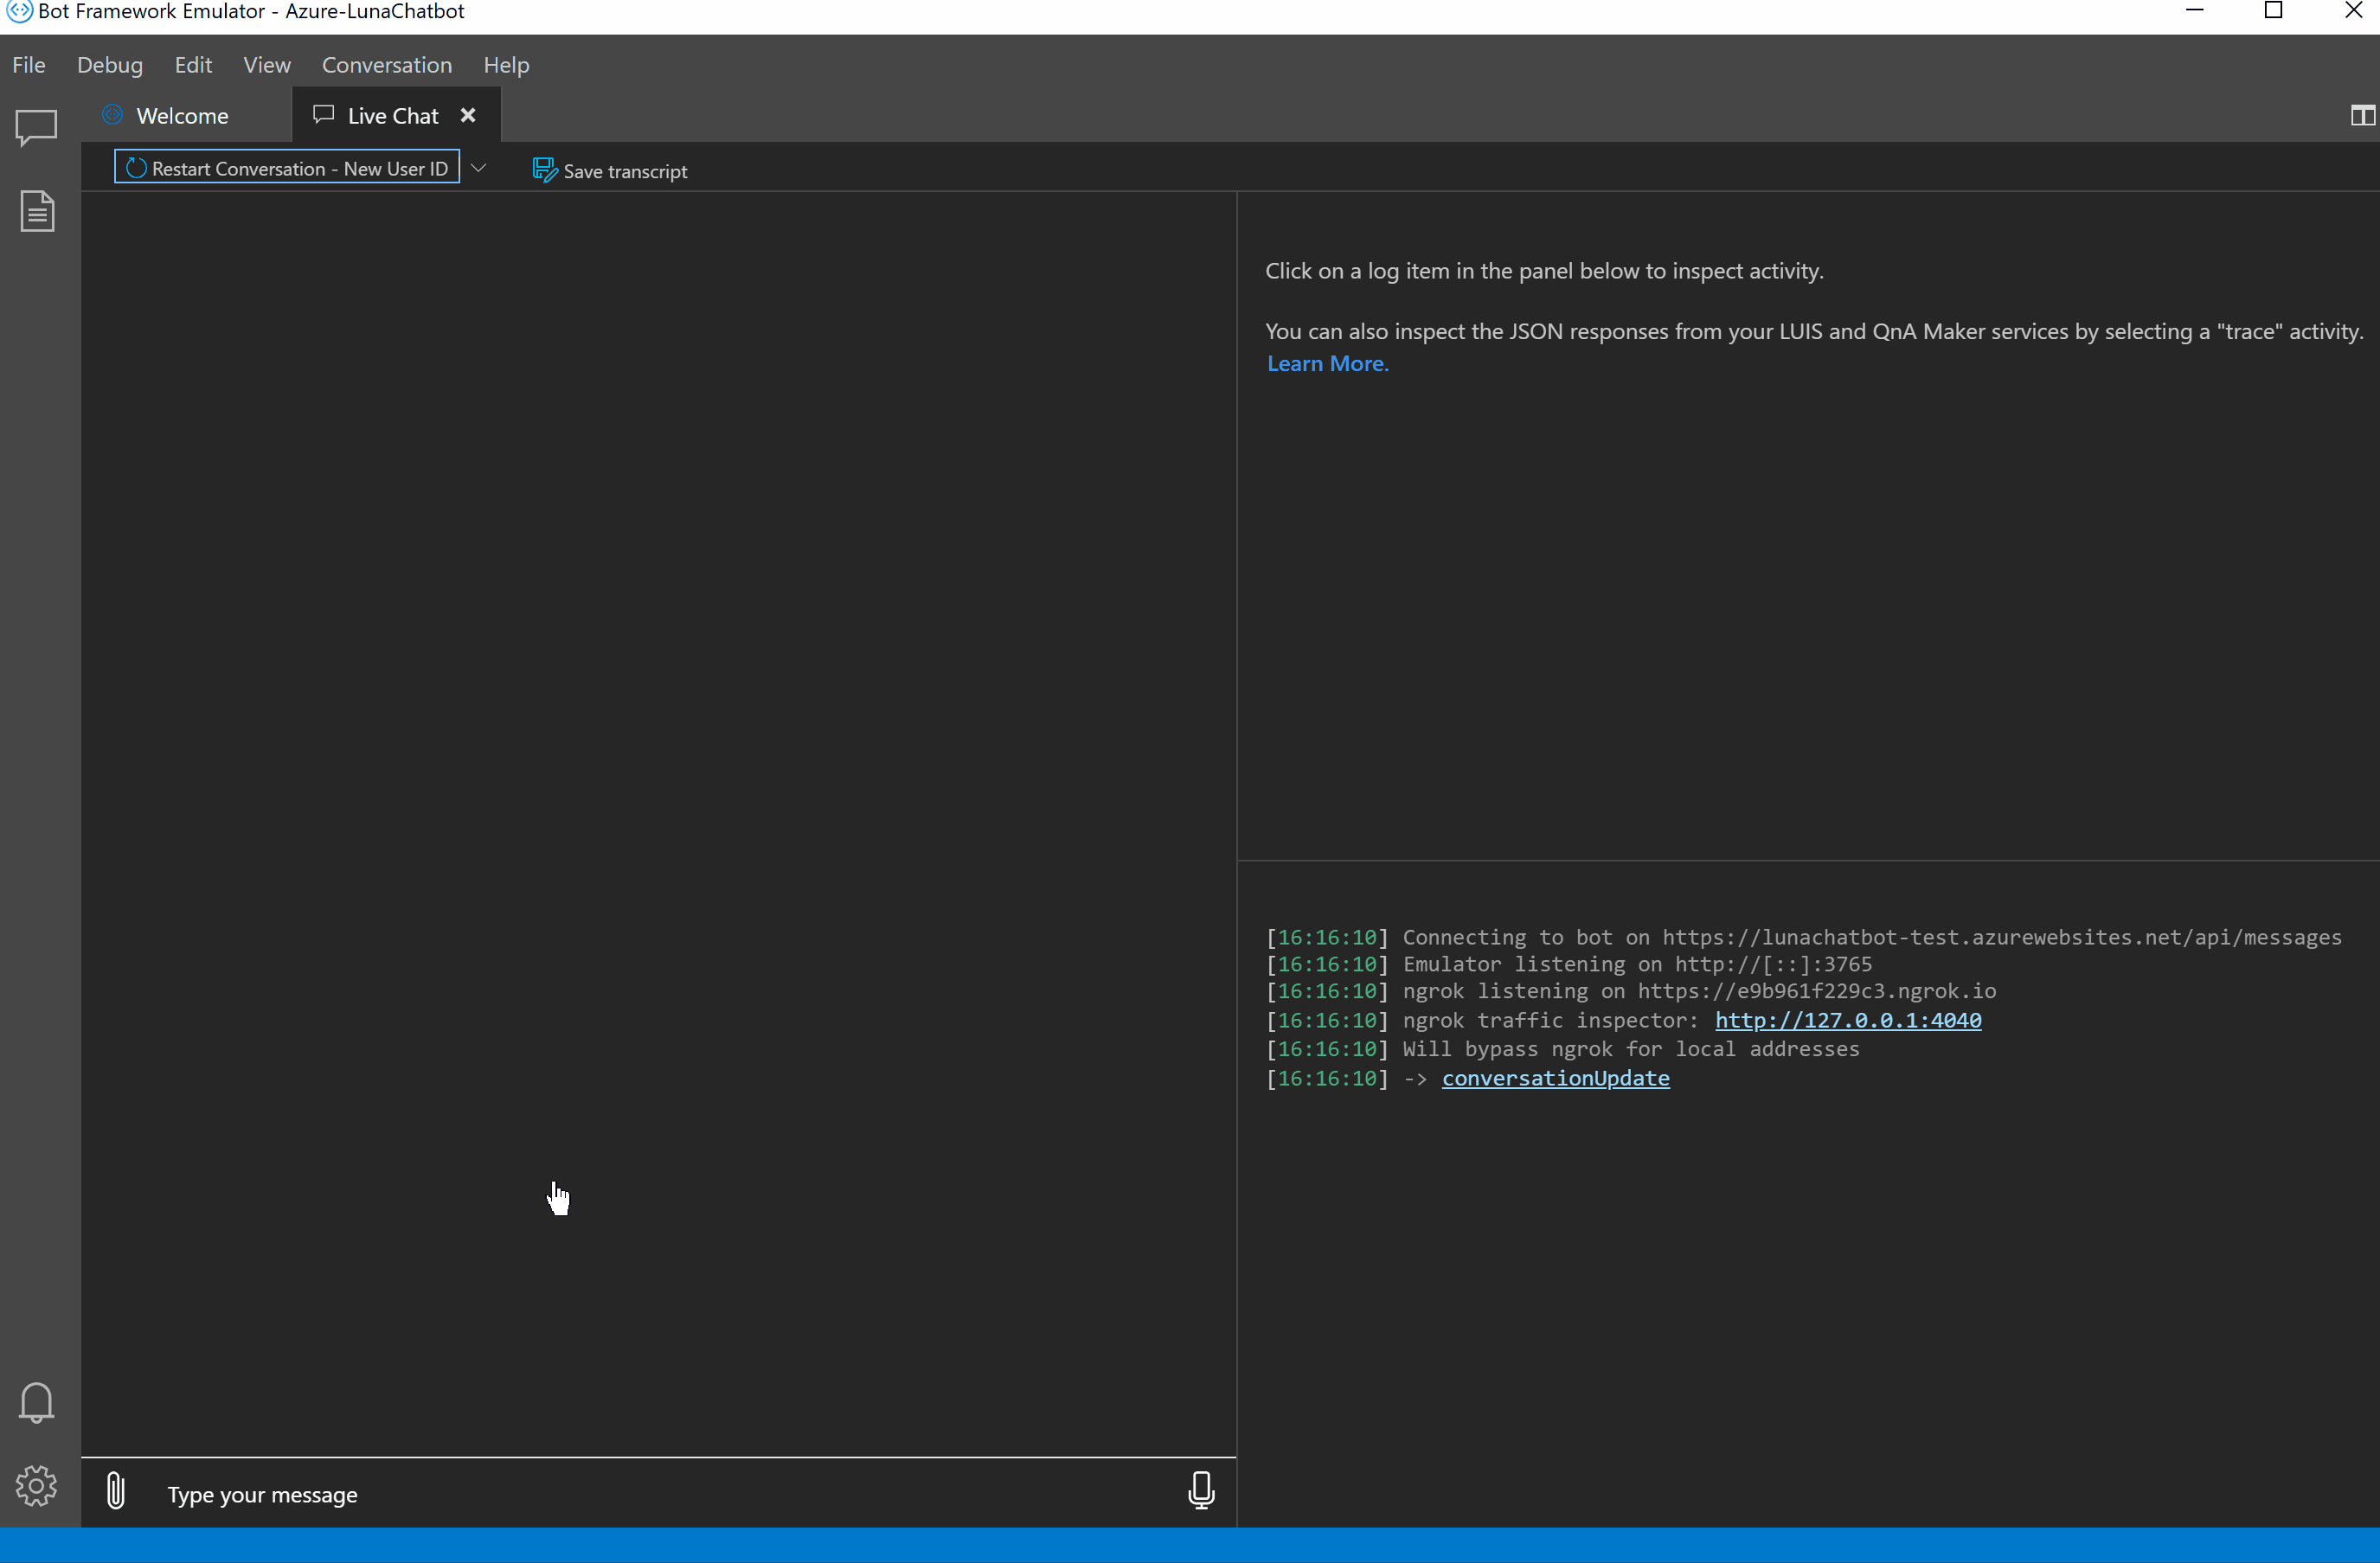 Bot Framework Emulator - Azure-LunaChatbot
File Debug Edit View Conversation Help
Welcome Live Chat
Restart Conversation - New User ID Save transcript
Click on a log item in the panel below to inspect activity.
You can also inspect the JSON responses from your LUIS and QnA Maker services by selecting a "trace" activity.
Learn More.
[16:16:10] Connecting to bot on https://lunachatbot-test.azurewebsites.net/api/messages
[16:16:10] Emulator listening on http://[::]:3765
[16:16:10] ngrok listening on https://e9b961f229c3.ngrok.io
[16:16:10] ngrok traffic inspector: http://127.0.0.1:4040
[16:16:10] Will bypass ngrok for local addresses
[16:16:10] -> conversationUpdate
Type your message